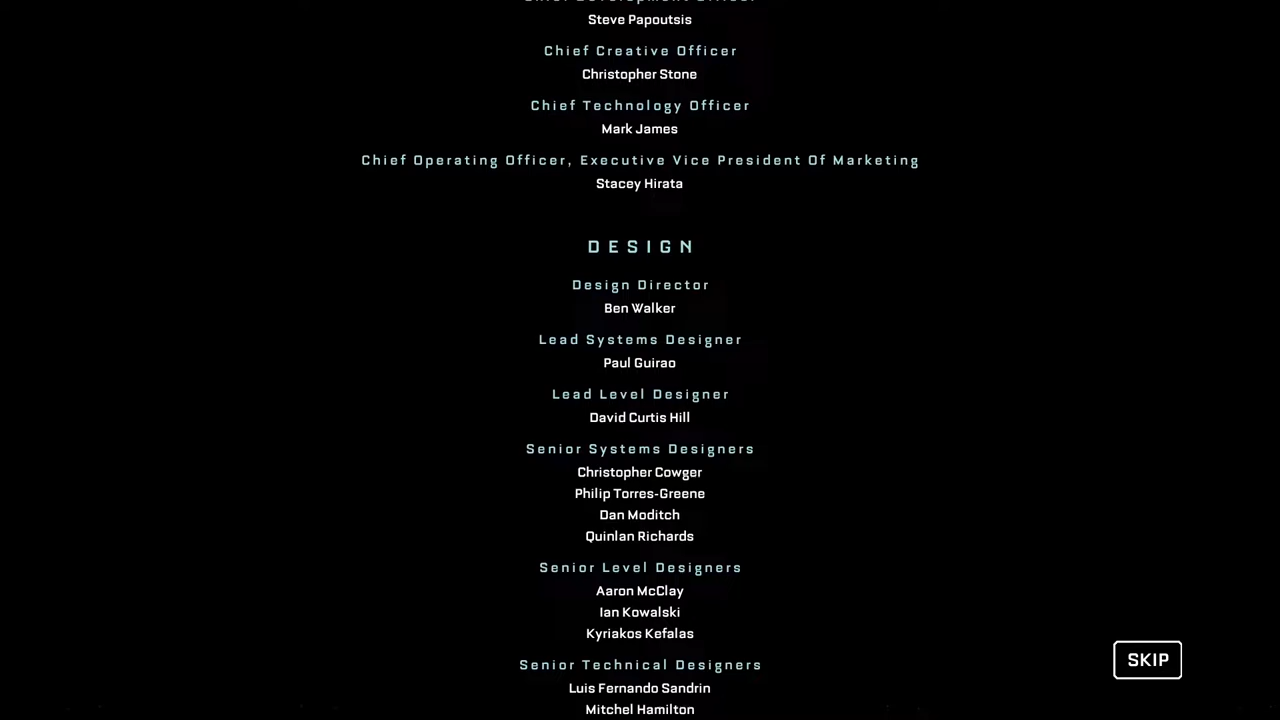 Steve Papoutsis
Chief Creative Officer
Christopher Stone
Chief Technology Officer
Mark James
Chief Operating Officer, Executive Vice President Of Marketing
Stacey Hirata
DESIGN
Design Director
Ben Walker
Lead Systems Designer
Paul Guirao
Lead Level Designer
David Curtis Hill
Senior Systems Designers
Christopher Cowger
Philip Torres-Greene
Dan Moditch
Quinlan Richards
Senior Level Designers
Aaron McClay
Ian Kowalski
Kyriakos Kefalas
Senior Technical Designers
Luis Fernando Sandrin
Mitchel Hamilton
SKIP